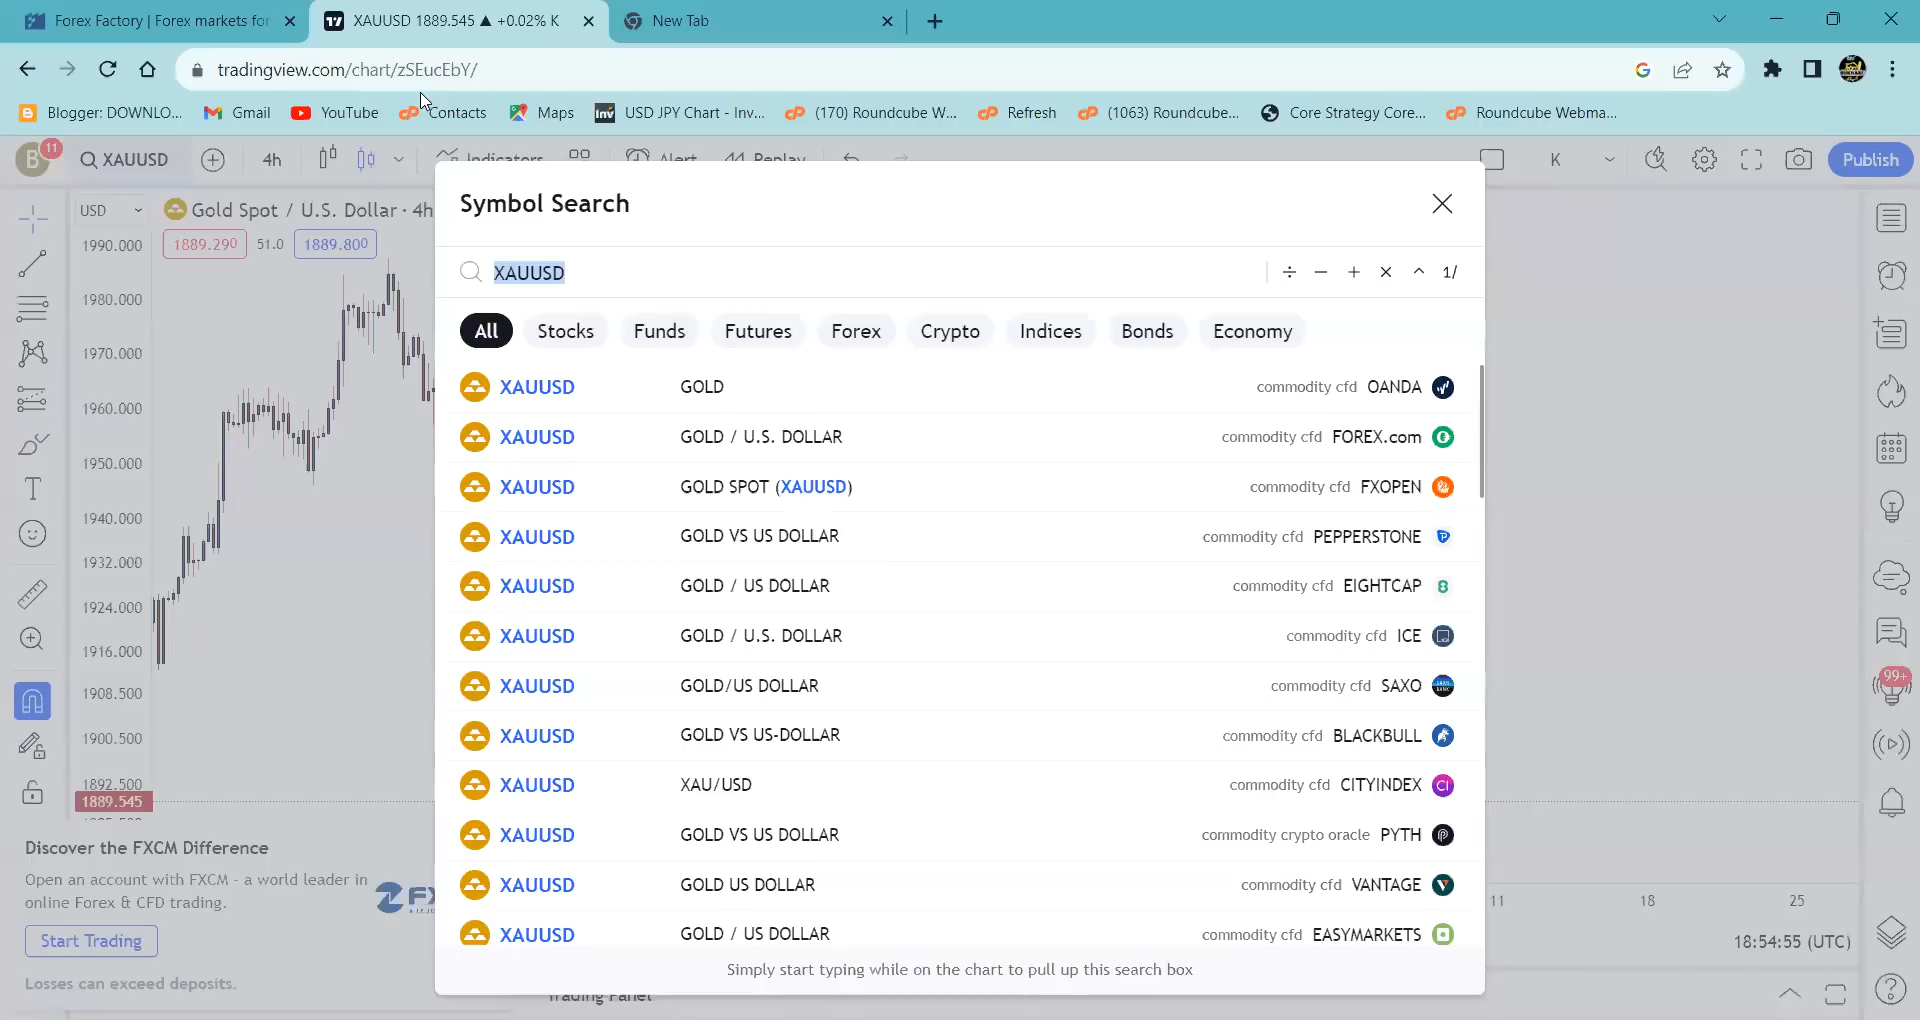 Forex Factory | Forex markets for
XAUUSD 1889.545 ▲ +0.02% K
New Tab
tradingview.com/chart/zSEucEbY/
Blogger: DOWNLO...
Gmail
YouTube
Contacts
Maps
Inv
USD JPY Chart - Inv...
(170) Roundcube W...
Refresh
(1063) Roundcube...
Core Strategy Core...
Roundcube Webma...
B
11
XAUUSD
4h
Indicators
Alert
Replay
K
Publish
USD
Gold Spot / U.S. Dollar · 4h
1889.290
51.0
1889.800
1990.000
1980.000
1970.000
1960.000
1950.000
1940.000
1932.000
1924.000
1916.000
1908.500
1900.500
1892.500
1889.545
Symbol Search
XAUUSD
÷ − + × ^ 1/
All Stocks Funds Futures Forex Crypto Indices Bonds Economy
XAUUSD GOLD commodity cfd OANDA
XAUUSD GOLD / U.S. DOLLAR commodity cfd FOREX.com
XAUUSD GOLD SPOT (XAUUSD) commodity cfd FXOPEN
XAUUSD GOLD VS US DOLLAR commodity cfd PEPPERSTONE
XAUUSD GOLD / US DOLLAR commodity cfd EIGHTCAP 8
XAUUSD GOLD / U.S. DOLLAR commodity cfd ICE
XAUUSD GOLD/US DOLLAR commodity cfd SAXO
XAUUSD GOLD VS US-DOLLAR commodity cfd BLACKBULL
XAUUSD XAU/USD commodity cfd CITYINDEX CI
XAUUSD GOLD VS US DOLLAR commodity crypto oracle PYTH
XAUUSD GOLD US DOLLAR commodity cfd VANTAGE
XAUUSD GOLD / US DOLLAR commodity cfd EASYMARKETS
Simply start typing while on the chart to pull up this search box
Discover the FXCM Difference
Open an account with FXCM - a world leader in
online Forex & CFD trading.
FX
Start Trading
Losses can exceed deposits.
Trading Panel
11
18
25
18:54:55 (UTC)
99+